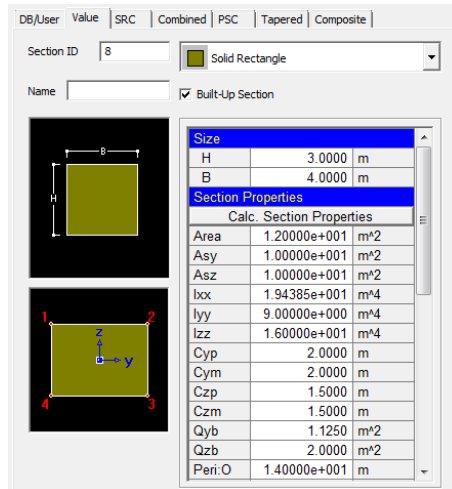 DB/User Value SRC Combined PSC Tapered Composite
Section ID 8 Solid Rectangle
Name Built-Up Section
B
H
1 2
z
y
4 3
Size
H 3.0000 m
B 4.0000 m
Section Properties
Calc. Section Properties
Area 1.20000e+001 m^2
Asy 1.00000e+001 m^2
Asz 1.00000e+001 m^2
Ixx 1.94385e+001 m^4
Iyy 9.00000e+000 m^4
Izz 1.60000e+001 m^4
Cyp 2.0000 m
Cym 2.0000 m
Czp 1.5000 m
Czm 1.5000 m
Qyb 1.1250 m^2
Qzb 2.0000 m^2
Peri:O 1.40000e+001 m